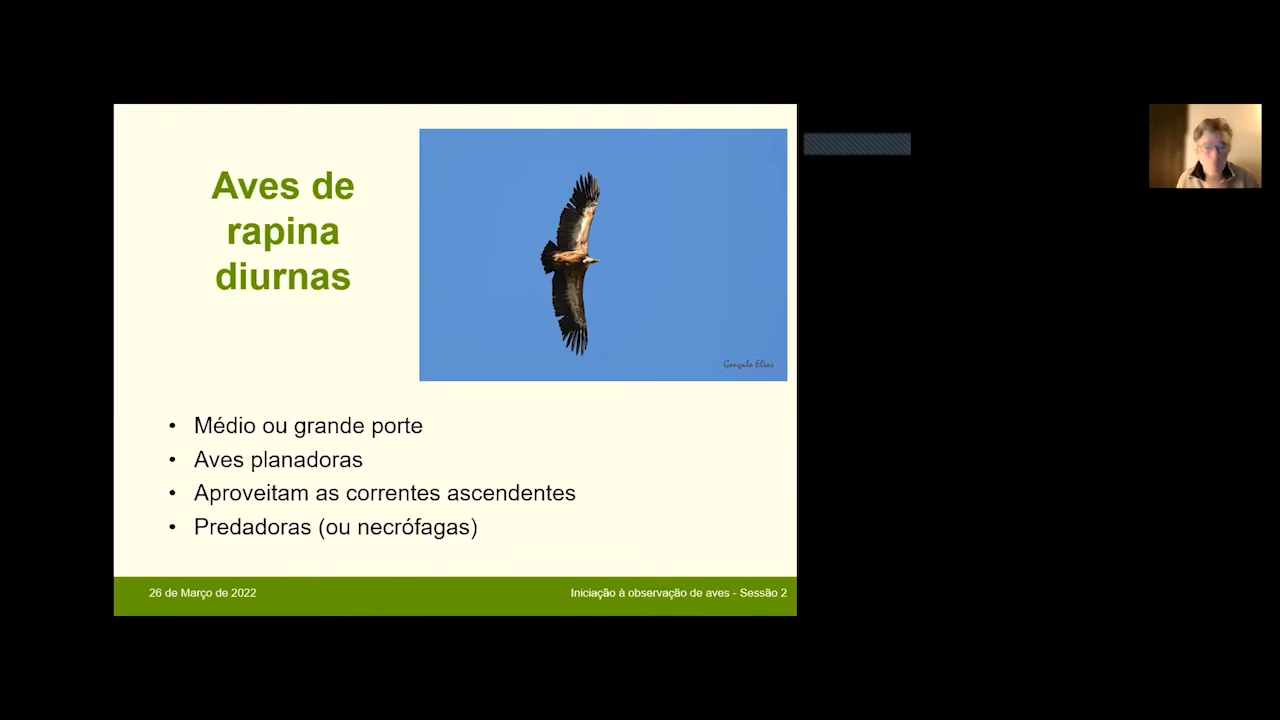 Aves de
rapina
diurnas
Gonçalo Elias
• Médio ou grande porte
• Aves planadoras
• Aproveitam as correntes ascendentes
• Predadoras (ou necrófagas)
26 de Março de 2022
Iniciação à observação de aves - Sessão 2